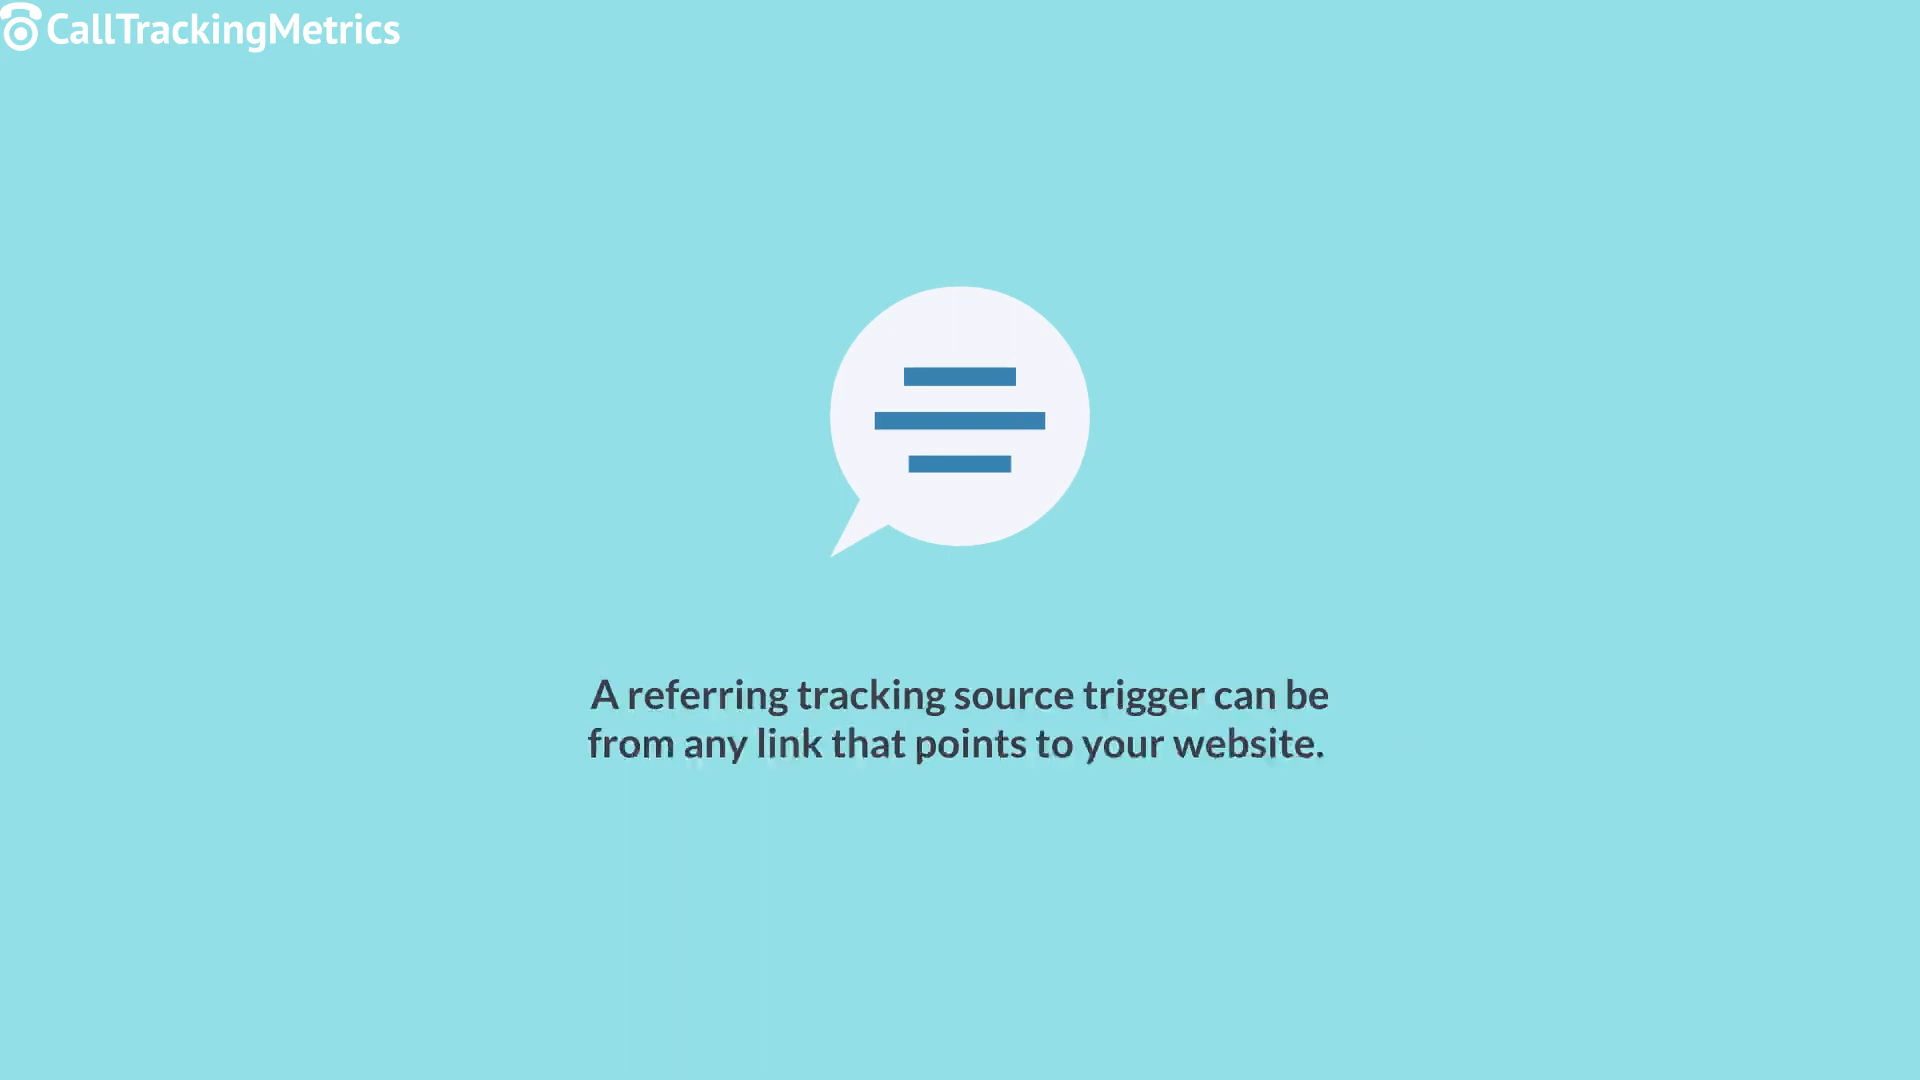 CallTrackingMetrics
A referring tracking source trigger can be
from any link that points to your website.